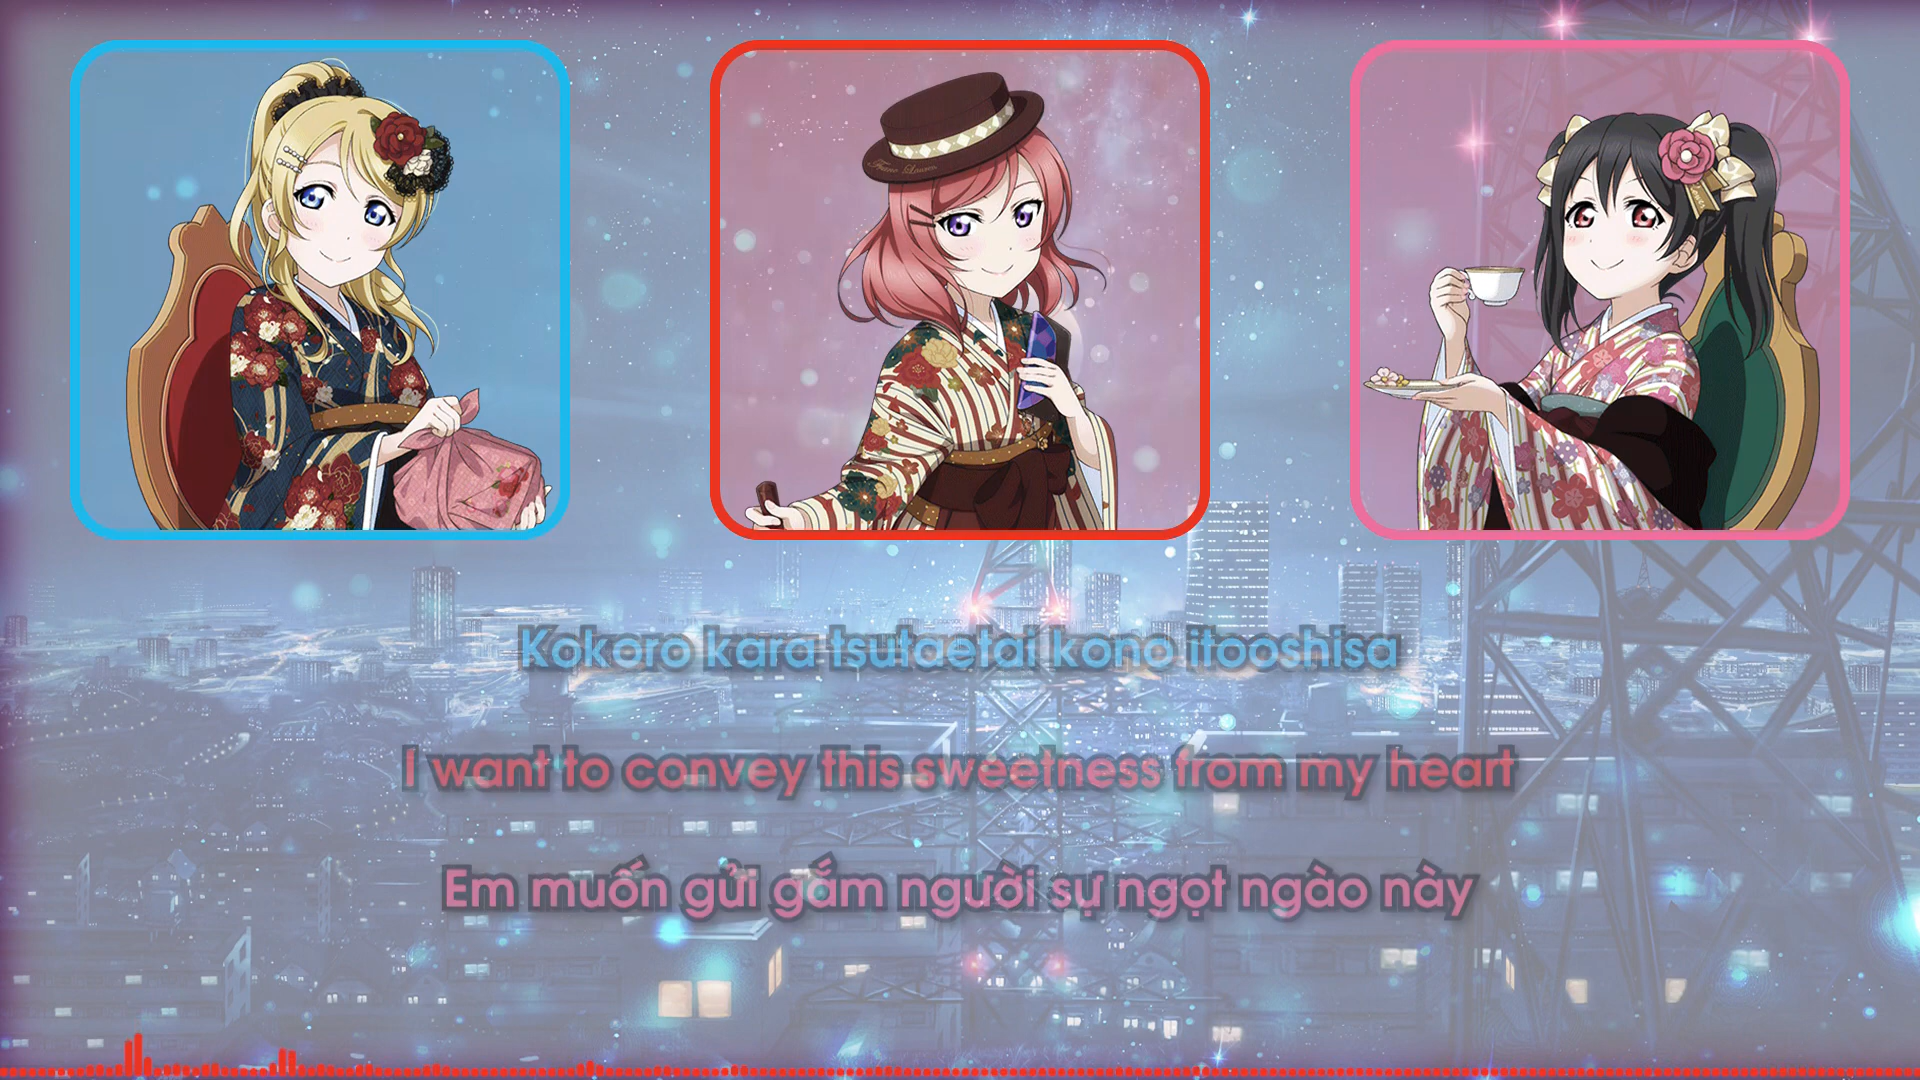 Kokoro kara tsutaetai kono itooshisa
I want to convey this sweetness from my heart
Em muốn gửi gắm người sự ngọt ngào này